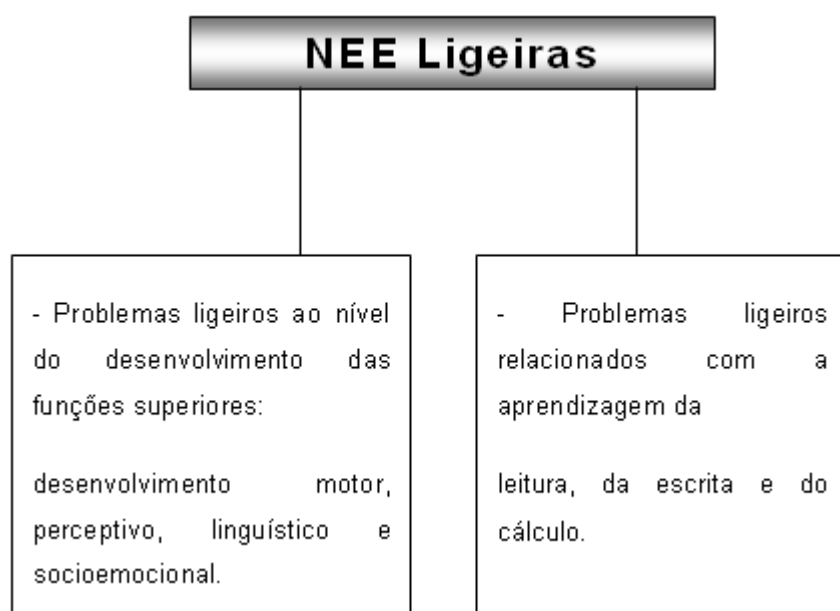 NEE Ligeiras
- Problemas ligeiros ao nível
do desenvolvimento das
funções superiores:
desenvolvimento motor,
perceptivo, linguístico e
socioemocional.
- Problemas ligeiros
relacionados com a
aprendizagem da
leitura, da escrita e do
cálculo.